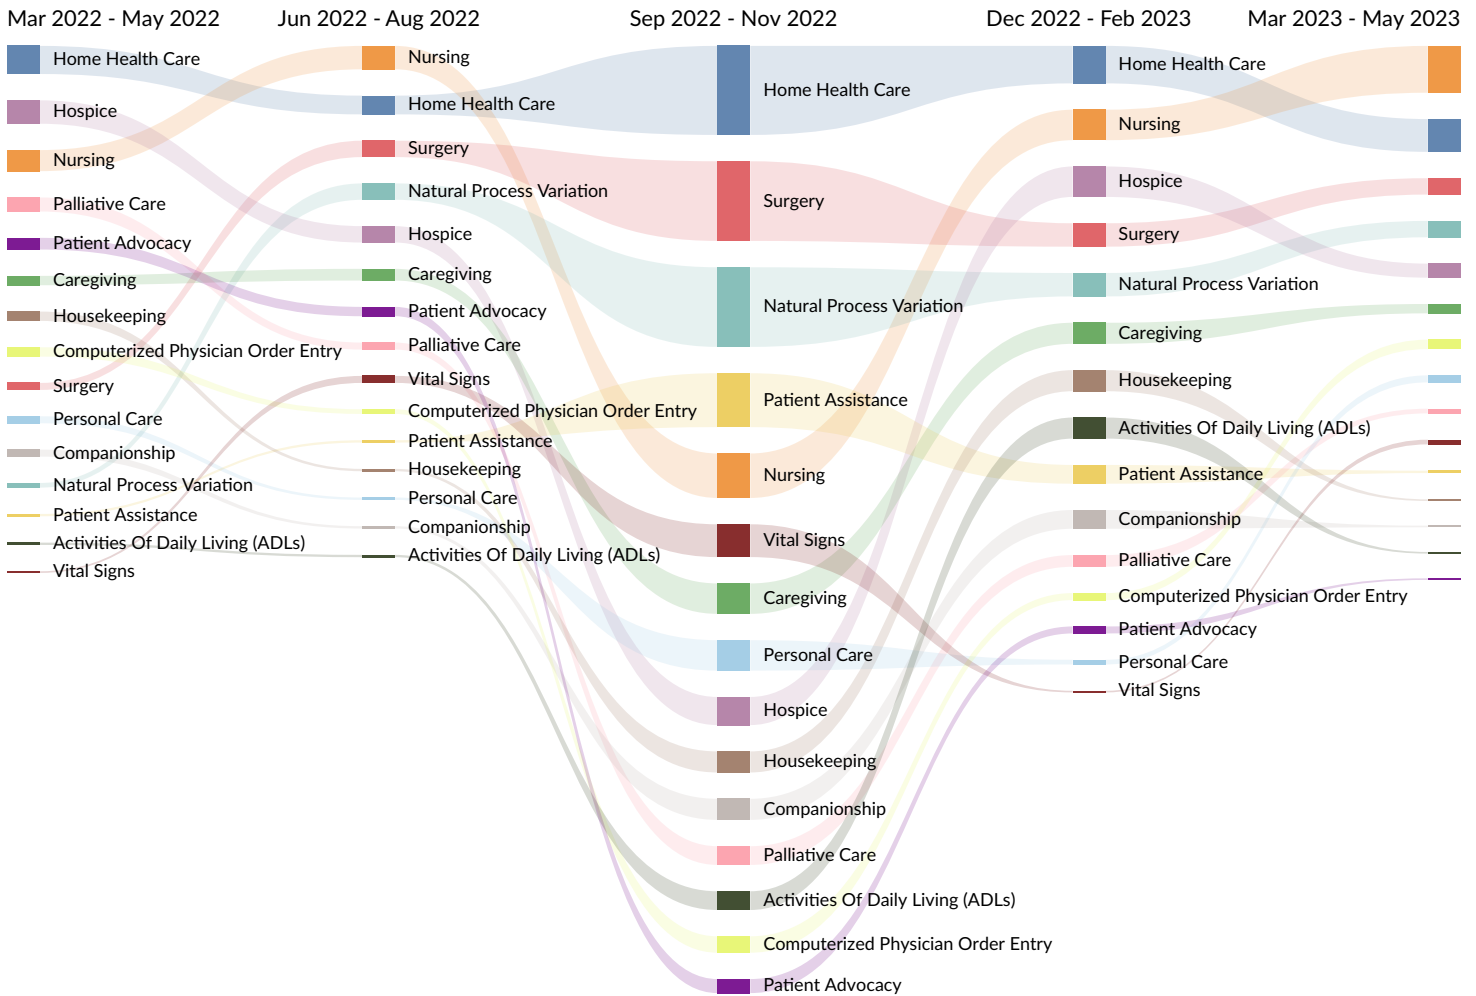 Mar 2022 - May 2022
Jun 2022 - Aug 2022
Sep 2022 - Nov 2022
Dec 2022 - Feb 2023
Mar 2023 - May 2023
Home Health Care
Hospice
Nursing
Palliative Care
Patient Advocacy
Caregiving
Housekeeping
Computerized Physician Order Entry
Surgery
Personal Care
Companionship
Natural Process Variation
Patient Assistance
Activities Of Daily Living (ADLs)
Vital Signs
Nursing
Home Health Care
Surgery
Natural Process Variation
Hospice
Caregiving
Patient Advocacy
Palliative Care
Vital Signs
Computerized Physician Order Entry
Patient Assistance
Housekeeping
Personal Care
Companionship
Activities Of Daily Living (ADLs)
Home Health Care
Surgery
Natural Process Variation
Patient Assistance
Nursing
Vital Signs
Caregiving
Personal Care
Hospice
Housekeeping
Companionship
Palliative Care
Activities Of Daily Living (ADLs)
Computerized Physician Order Entry
Patient Advocacy
Home Health Care
Nursing
Hospice
Surgery
Natural Process Variation
Caregiving
Housekeeping
Activities Of Daily Living (ADLs)
Patient Assistance
Companionship
Palliative Care
Computerized Physician Order Entry
Patient Advocacy
Personal Care
Vital Signs